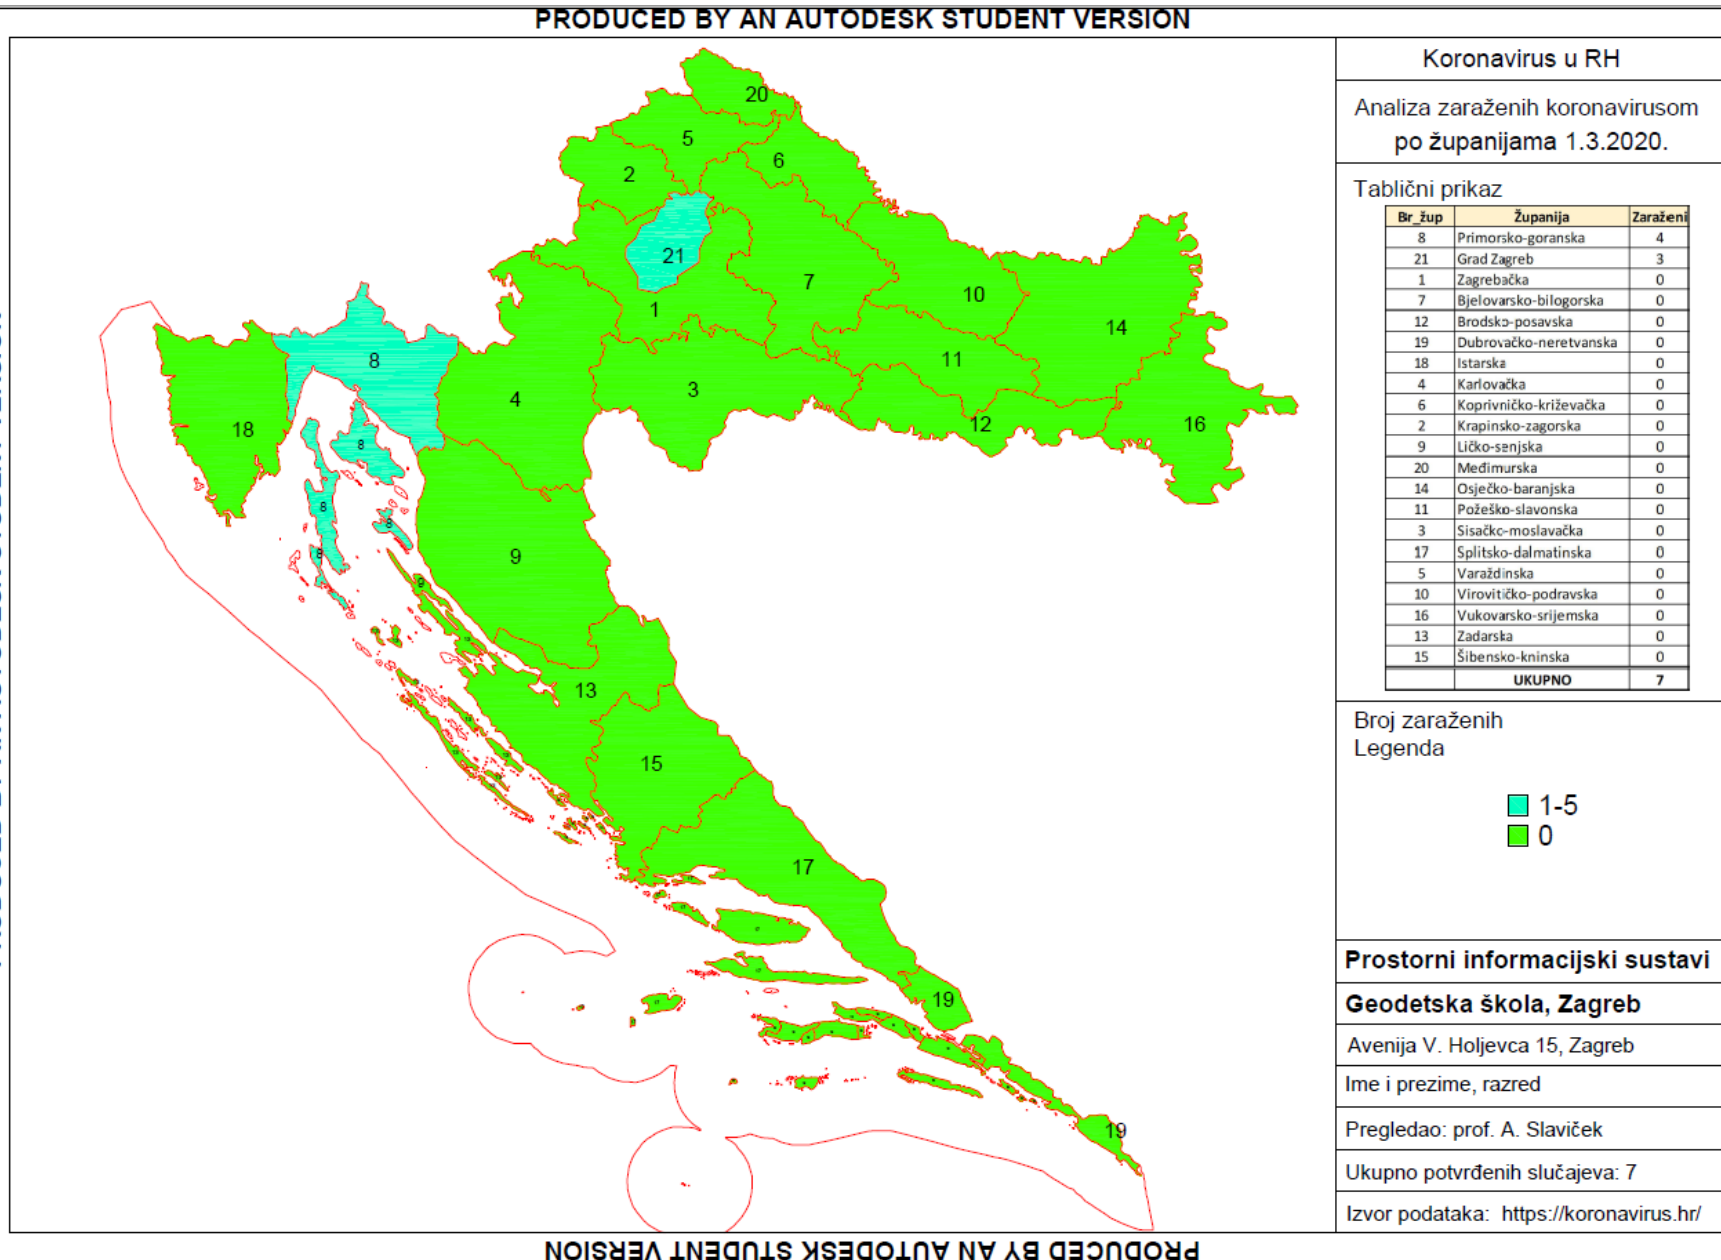 PRODUCED BY AN AUTODESK STUDENT VERSION
20
5
6
2
21
7
10
1
14
8
11
3
4
12
16
18
8
8
8
8
9
9
13
15
17
19
19
Koronavirus u RH
Analiza zaraženih koronavirusom
po županijama 1.3.2020.
Tablični prikaz
Br_žup Županija Zaraženi
8 Primorsko-goranska 4
21 Grad Zagreb 3
1 Zagrebačka 0
7 Bjelovarsko-bilogorska 0
12 Brodsko-posavska 0
19 Dubrovačko-neretvanska 0
18 Istarska 0
4 Karlovačka 0
6 Koprivničko-križevačka 0
2 Krapinsko-zagorska 0
9 Ličko-senjska 0
20 Međimurska 0
14 Osječko-baranjska 0
11 Požeško-slavonska 0
3 Sisačko-moslavačka 0
17 Splitsko-dalmatinska 0
5 Varaždinska 0
10 Virovitičko-podravska 0
16 Vukovarsko-srijemska 0
13 Zadarska 0
15 Šibensko-kninska 0
UKUPNO 7
Broj zaraženih
Legenda
1-5
0
Prostorni informacijski sustavi
Geodetska škola, Zagreb
Avenija V. Holjevca 15, Zagreb
Ime i prezime, razred
Pregledao: prof. A. Slaviček
Ukupno potvrđenih slučajeva: 7
Izvor podataka: https://koronavirus.hr/
PRODUCED BY AN AUTODESK STUDENT VERSION